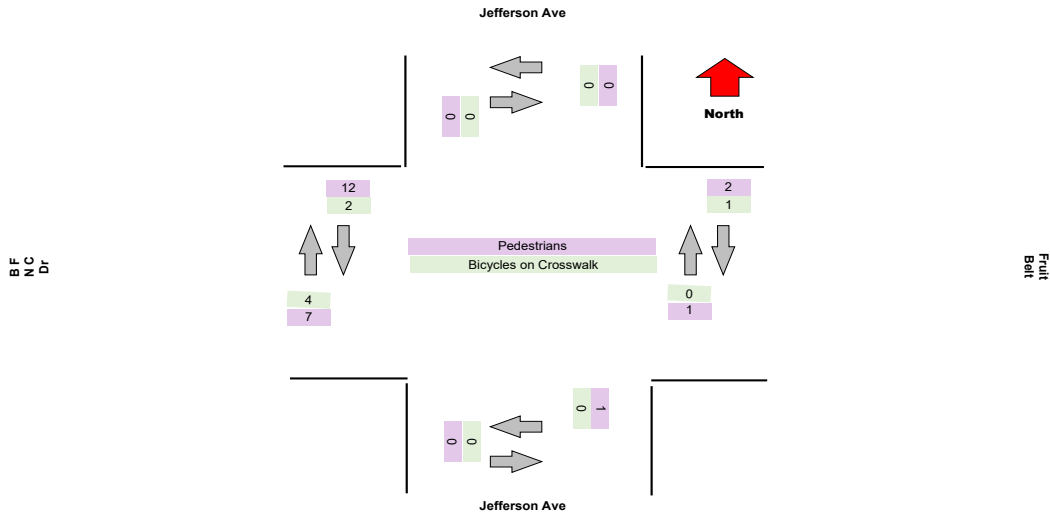 Jefferson Ave
0 0
North
0 0
12
2
2
1
Pedestrians
Bicycles on Crosswalk
B F
N C
Dr
Fruit
Belt
4
7
0
1
0 1
0 0
Jefferson Ave